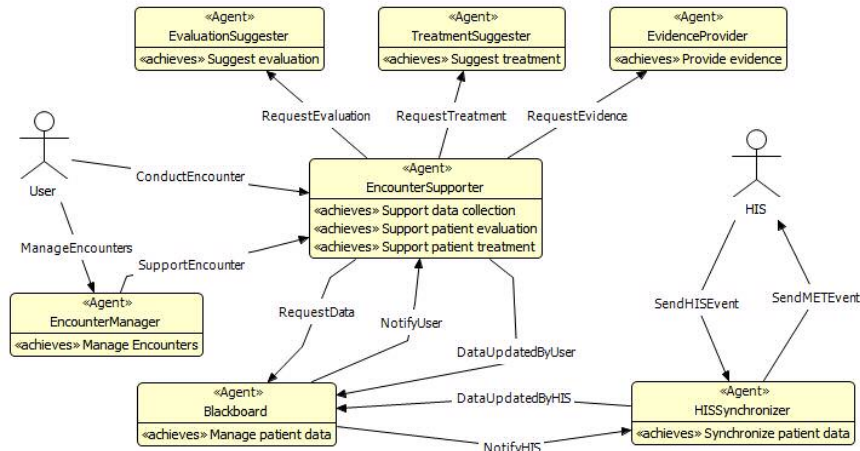 «Agent»
EvaluationSuggester
«achieves» Suggest evaluation
«Agent»
TreatmentSuggester
«achieves» Suggest treatment
«Agent»
EvidenceProvider
«achieves» Provide evidence
RequestEvaluation
RequestTreatment
RequestEvidence
User
ConductEncounter
«Agent»
EncounterSupporter
«achieves» Support data collection
«achieves» Support patient evaluation
«achieves» Support patient treatment
HIS
ManageEncounters
SupportEncounter
«Agent»
EncounterManager
«achieves» Manage Encounters
RequestData
NotifyUser
DataUpdatedByUser
SendHISEvent
SendMETEvent
«Agent»
Blackboard
«achieves» Manage patient data
DataUpdatedByHIS
NotifyHIS
«Agent»
HISSynchronizer
«achieves» Synchronize patient data